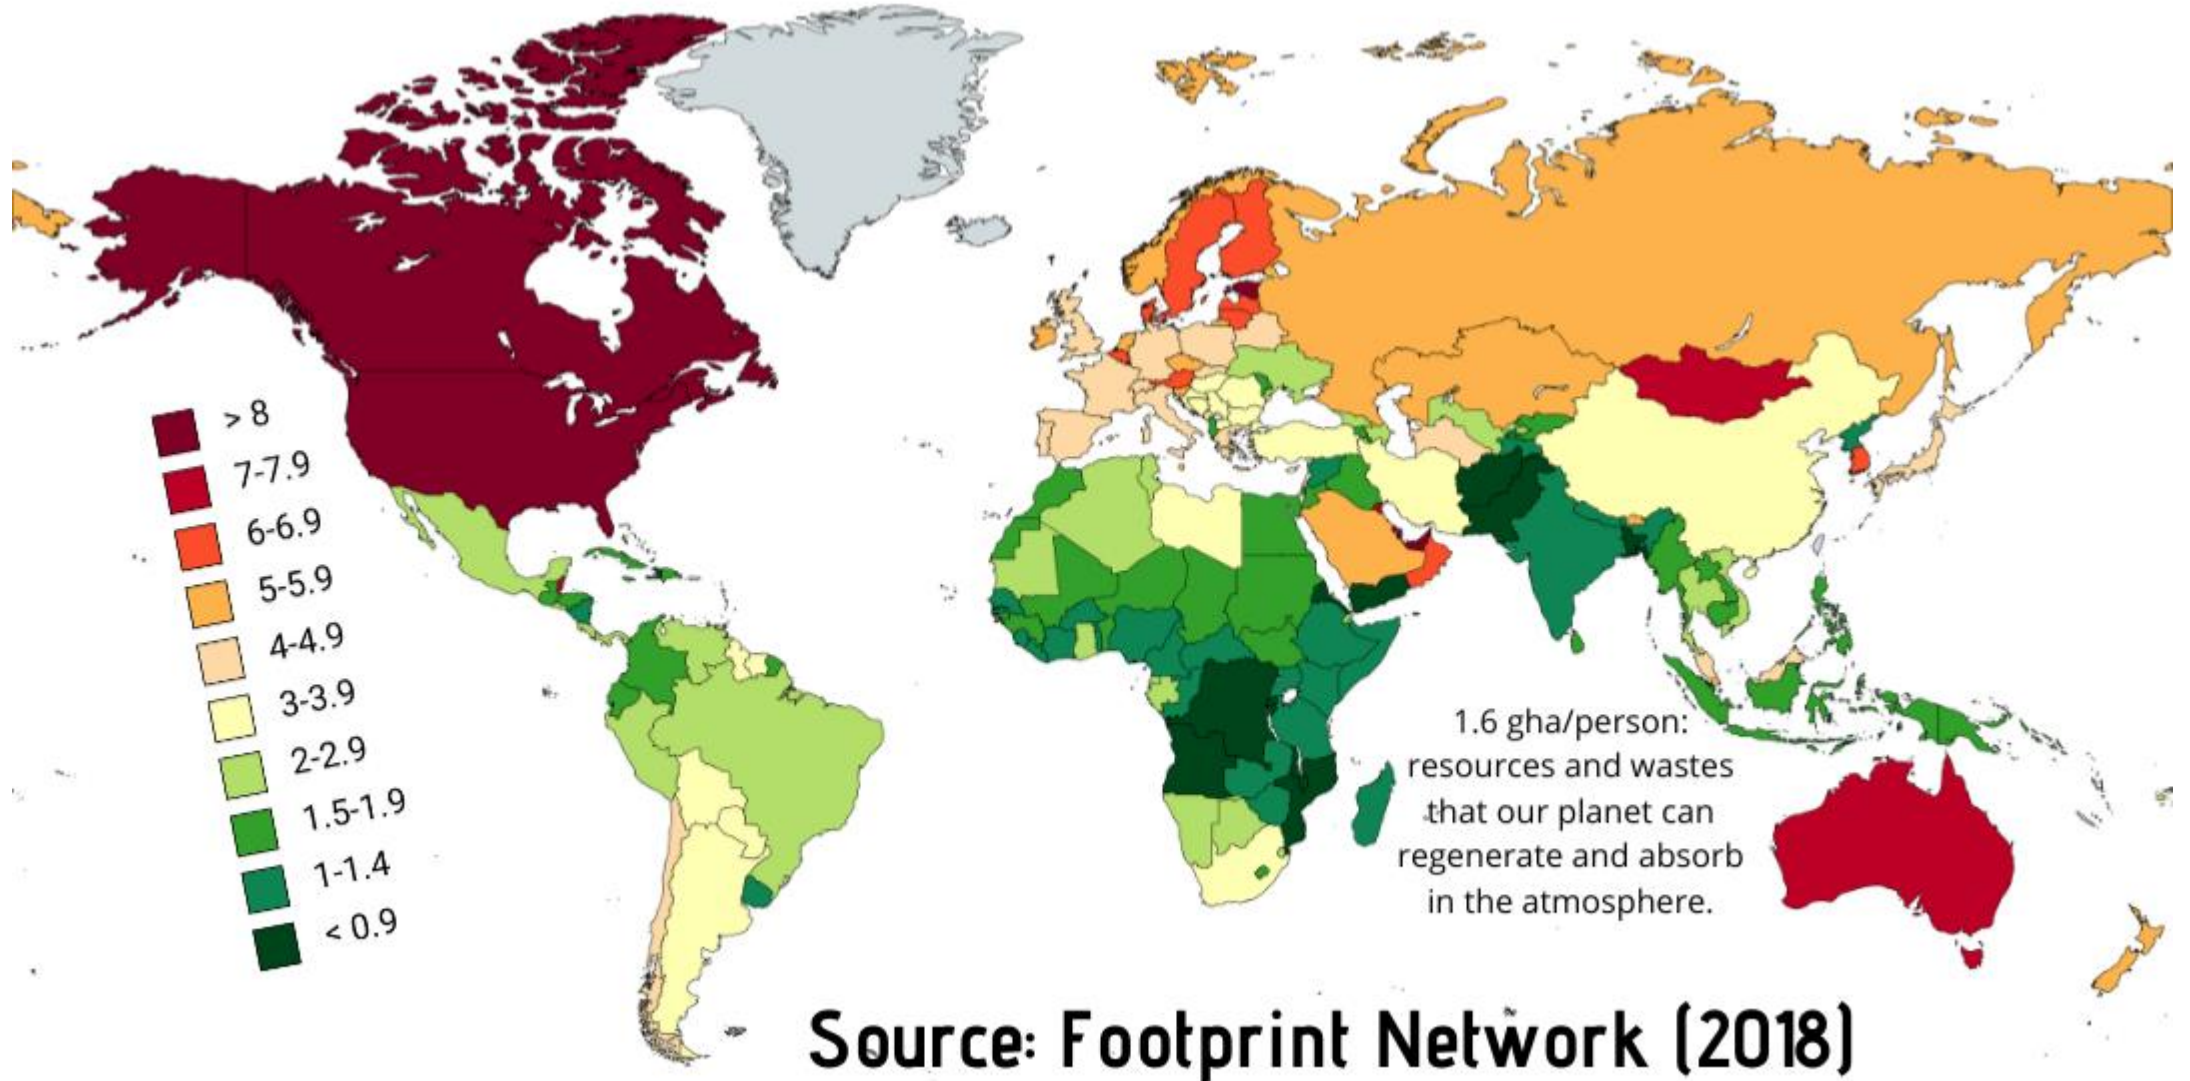 > 8
7-7.9
6-6.9
5-5.9
4-4.9
3-3.9
2-2.9
1.5-1.9
1-1.4
< 0.9
1.6 gha/person:
resources and wastes
that our planet can
regenerate and absorb
in the atmosphere.
Source: Footprint Network (2018)